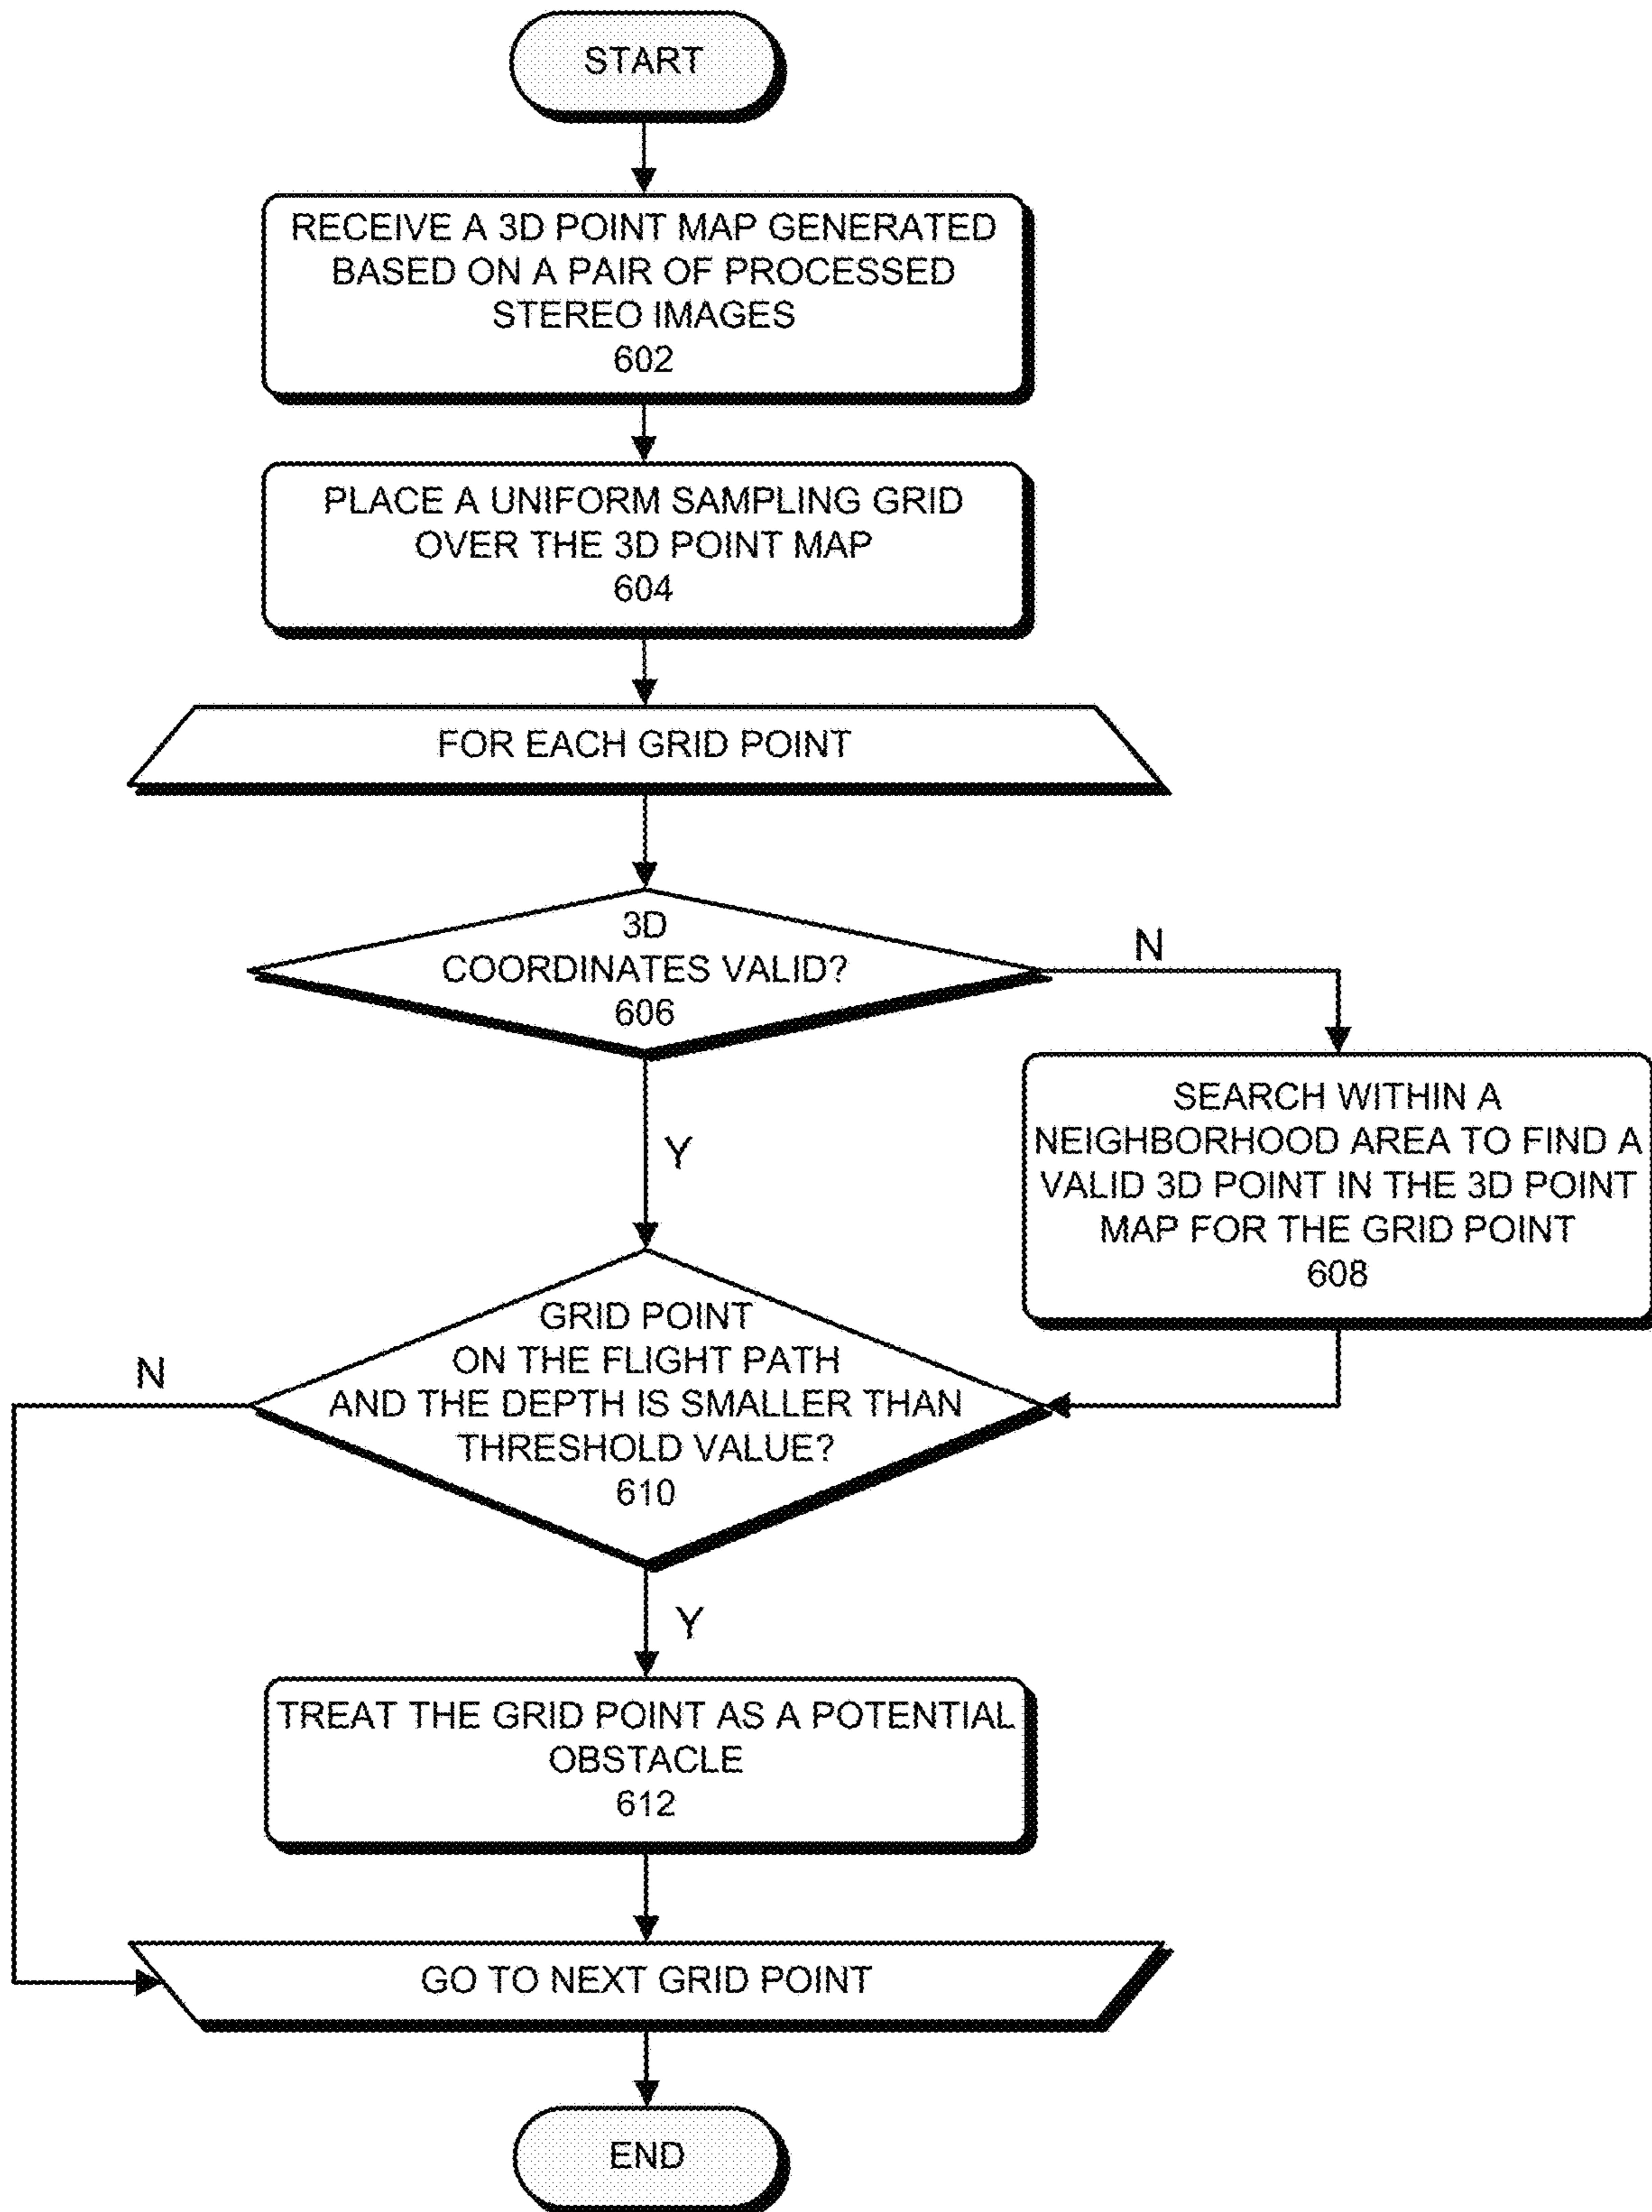 START
RECEIVE A 3D POINT MAP GENERATED
BASED ON A PAIR OF PROCESSED
STEREO IMAGES
602
PLACE A UNIFORM SAMPLING GRID
OVER THE 3D POINT MAP
604
FOR EACH GRID POINT
3D
COORDINATES VALID?
606
N
SEARCH WITHIN A
NEIGHBORHOOD AREA TO FIND A
VALID 3D POINT IN THE 3D POINT
MAP FOR THE GRID POINT
608
Y
GRID POINT
ON THE FLIGHT PATH
AND THE DEPTH IS SMALLER THAN
THRESHOLD VALUE?
610
N
Y
TREAT THE GRID POINT AS A POTENTIAL
OBSTACLE
612
GO TO NEXT GRID POINT
END